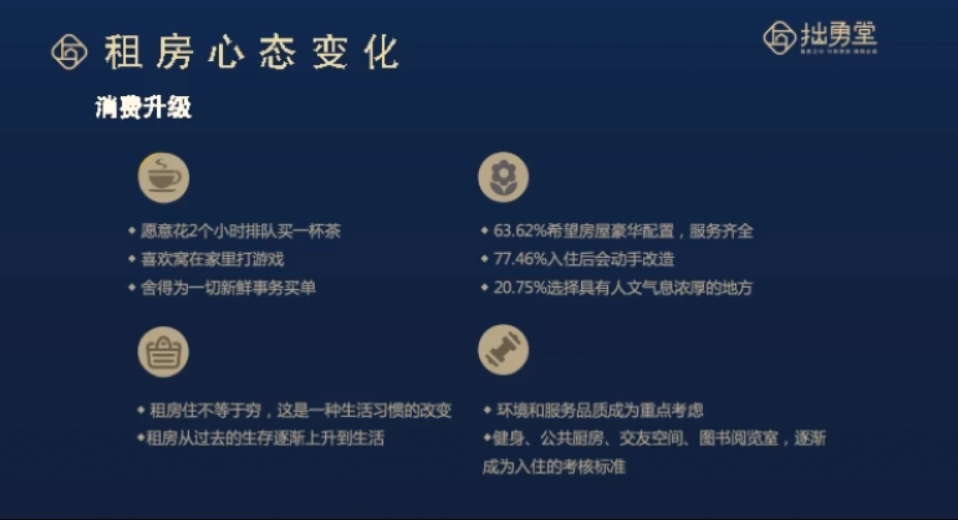 租房心态变化
拙勇堂
消费升级
愿意花2个小时排队买一杯茶
喜欢窝在家里打游戏
舍得为一切新鲜事务买单
63.62%希望房屋豪华配置，服务齐全
77.46%入住后会动手改造
20.75%选择具有人文气息浓厚的地方
租房住不等于穷，这是一种生活习惯的改变
租房从过去的生存逐渐上升到生活
环境和服务品质成为重点考虑
健身、公共厨房、交友空间、图书阅览室，逐渐
成为入住的考核标准